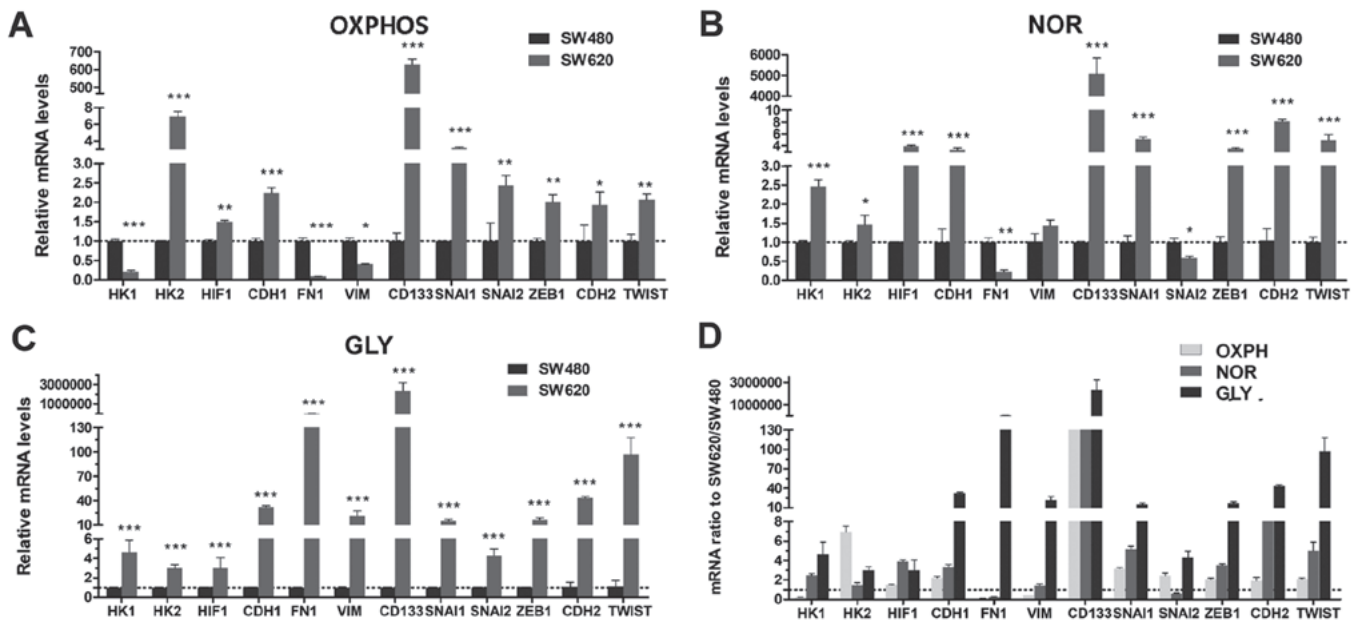 A
OXPHOS
SW480
SW620
Relative mRNA levels
700
600
500
8
6
4
3.0
2.5
2.0
1.5
1.0
0.5
0.0
*** *** ** *** *** * *** *** ** ** * **
HK1 HK2 HIF1 CDH1 FN1 VIM CD133 SNAI1 SNAI2 ZEB1 CDH2 TWIST
B
NOR
SW480
SW620
Relative mRNA levels
6000
5000
4000
10
8
6
4
3.0
2.5
2.0
1.5
1.0
0.5
0.0
*** * *** *** ** *** *** * *** *** ***
HK1 HK2 HIF1 CDH1 FN1 VIM CD133 SNAI1 SNAI2 ZEB1 CDH2 TWIST
C
GLY
SW480
SW620
Relative mRNA levels
3000000
1000000
130
100
70
40
10
6
4
2
0
*** *** *** *** *** *** *** *** *** *** *** ***
HK1 HK2 HIF1 CDH1 FN1 VIM CD133 SNAI1 SNAI2 ZEB1 CDH2 TWIST
D
OXPH
NOR
GLY
mRNA ratio to SW620/SW480
3000000
1000000
130
100
70
40
10
8
6
4
2
0
HK1 HK2 HIF1 CDH1 FN1 VIM CD133 SNAI1 SNAI2 ZEB1 CDH2 TWIST